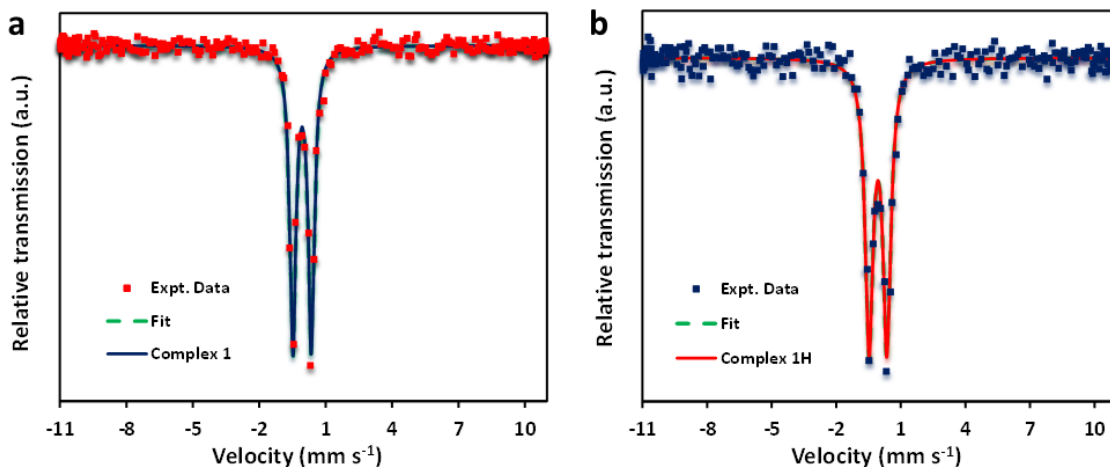 a
Relative transmission (a.u.)
Expt. Data
Fit
Complex 1
-11 -8 -5 -2 1 4 7 10
Velocity (mm s⁻¹)
b
Relative transmission (a.u.)
Expt. Data
Fit
Complex 1H
-11 -8 -5 -2 1 4 7 10
Velocity (mm s⁻¹)